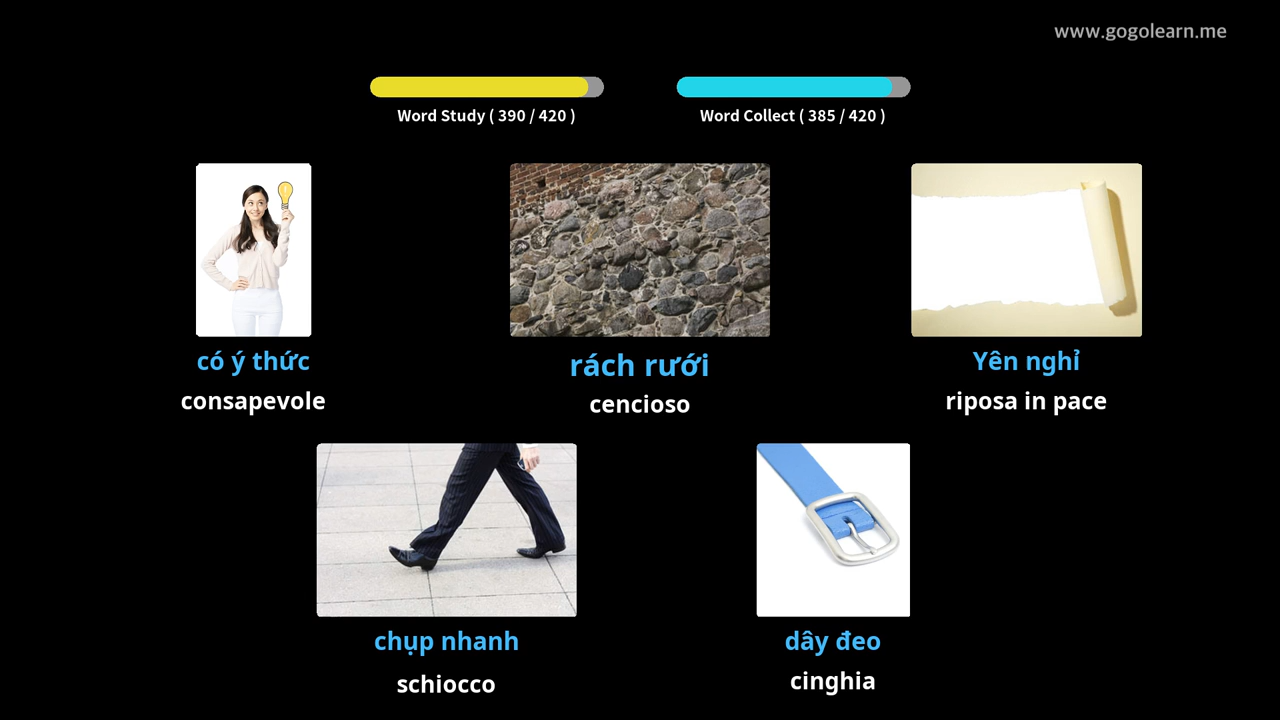 www.gogolearn.me
Word Study ( 390 / 420 )
Word Collect ( 385 / 420 )
có ý thức
consapevole
rách rưới
cencioso
Yên nghỉ
riposa in pace
chụp nhanh
schiocco
dây đeo
cinghia